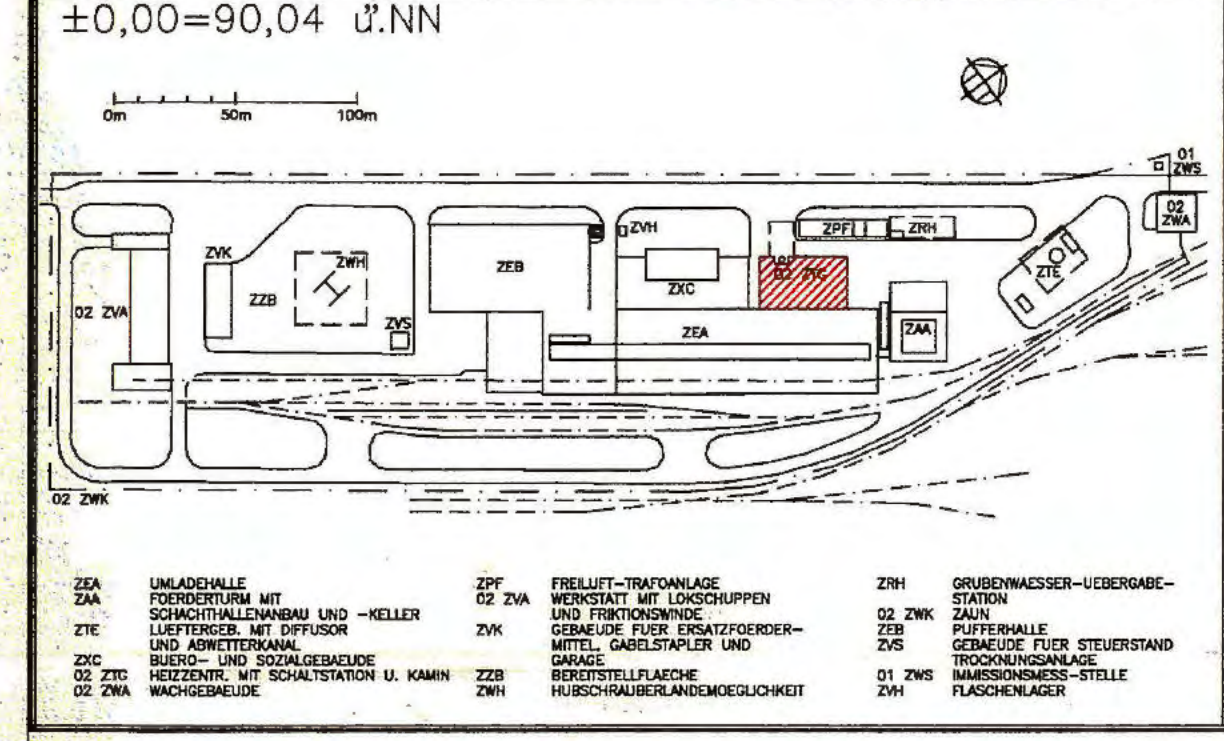 ±0,00=90,04 ü.NN
0m 50m 100m
01
ZWS
02
ZWA
ZVK
ZWH
ZVH
ZPF
ZRH
ZEB
ZTE
02 ZTG
ZZB
ZXC
02 ZVA
ZVS
ZEA
ZAA
02 ZWK
ZEA UMLADEHALLE
ZAA FOERDERTURM MIT
SCHACHTHALLENANBAU UND -KELLER
ZTE LUEFTERGEB. MIT DIFFUSOR
UND ABWETTERKANAL
ZXC BUERO- UND SOZIALGEBAEUDE
02 ZTG HEIZZENTR. MIT SCHALTSTATION U. KAMIN
02 ZWA WACHGEBAEUDE
ZPF FREILUFT-TRAFOANLAGE
02 ZVA WERKSTATT MIT LOKSCHUPPEN
UND FRIKTIONSWINDE
ZVK GEBAEUDE FUER ERSATZFOERDER-
MITTEL, GABELSTAPLER UND
GARAGE
ZZB BEREITSTELLFLAECHE
ZWH HUBSCHRAUBERLANDEMOEGLICHKEIT
ZRH GRUBENWAESSER-UEBERGABE-
STATION
02 ZWK ZAUN
ZEB PUFFERHALLE
ZVS GEBAEUDE FUER STEUERSTAND
TROCKNUNGSANLAGE
01 ZWS IMMISSIONSMESS-STELLE
ZVH FLASCHENLAGER